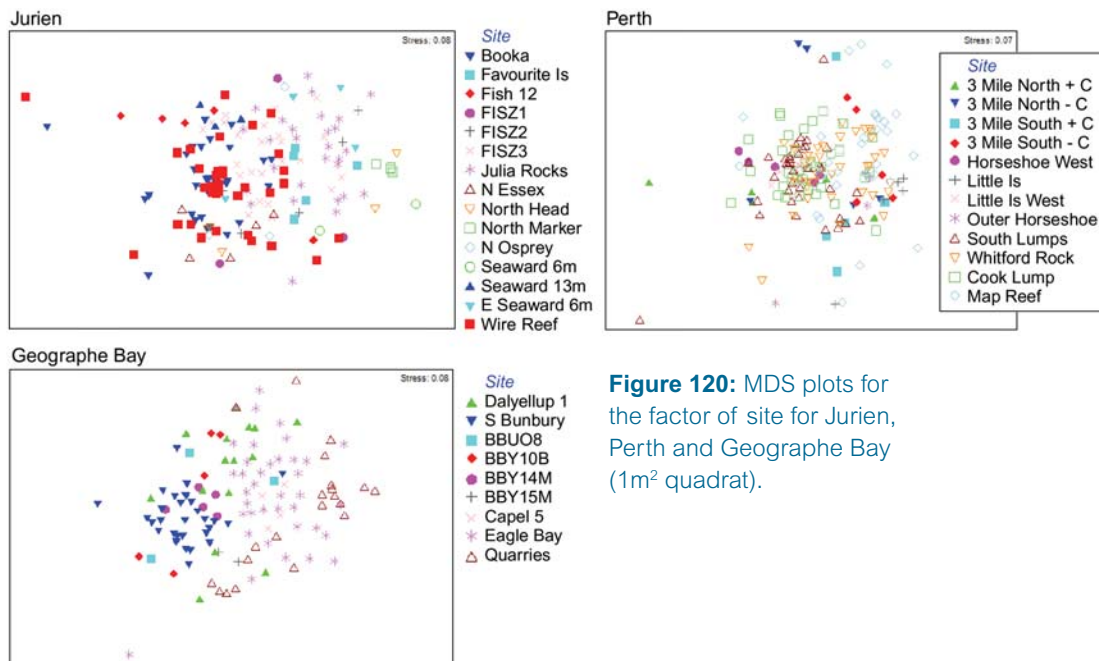 Jurien
Stress: 0.08
Site
Booka
Favourite Is
Fish 12
FISZ1
FISZ2
FISZ3
Julia Rocks
N Essex
North Head
North Marker
N Osprey
Seaward 6m
Seaward 13m
E Seaward 6m
Wire Reef
Perth
Stress: 0.07
Site
3 Mile North + C
3 Mile North - C
3 Mile South + C
3 Mile South - C
Horseshoe West
Little Is
Little Is West
Outer Horseshoe
South Lumps
Whitford Rock
Cook Lump
Map Reef
Geographe Bay
Stress: 0.08
Site
Dalyellup 1
S Bunbury
BBUO8
BBY10B
BBY14M
BBY15M
Capel 5
Eagle Bay
Quarries
Figure 120: MDS plots for
the factor of site for Jurien,
Perth and Geographe Bay
(1m² quadrat).